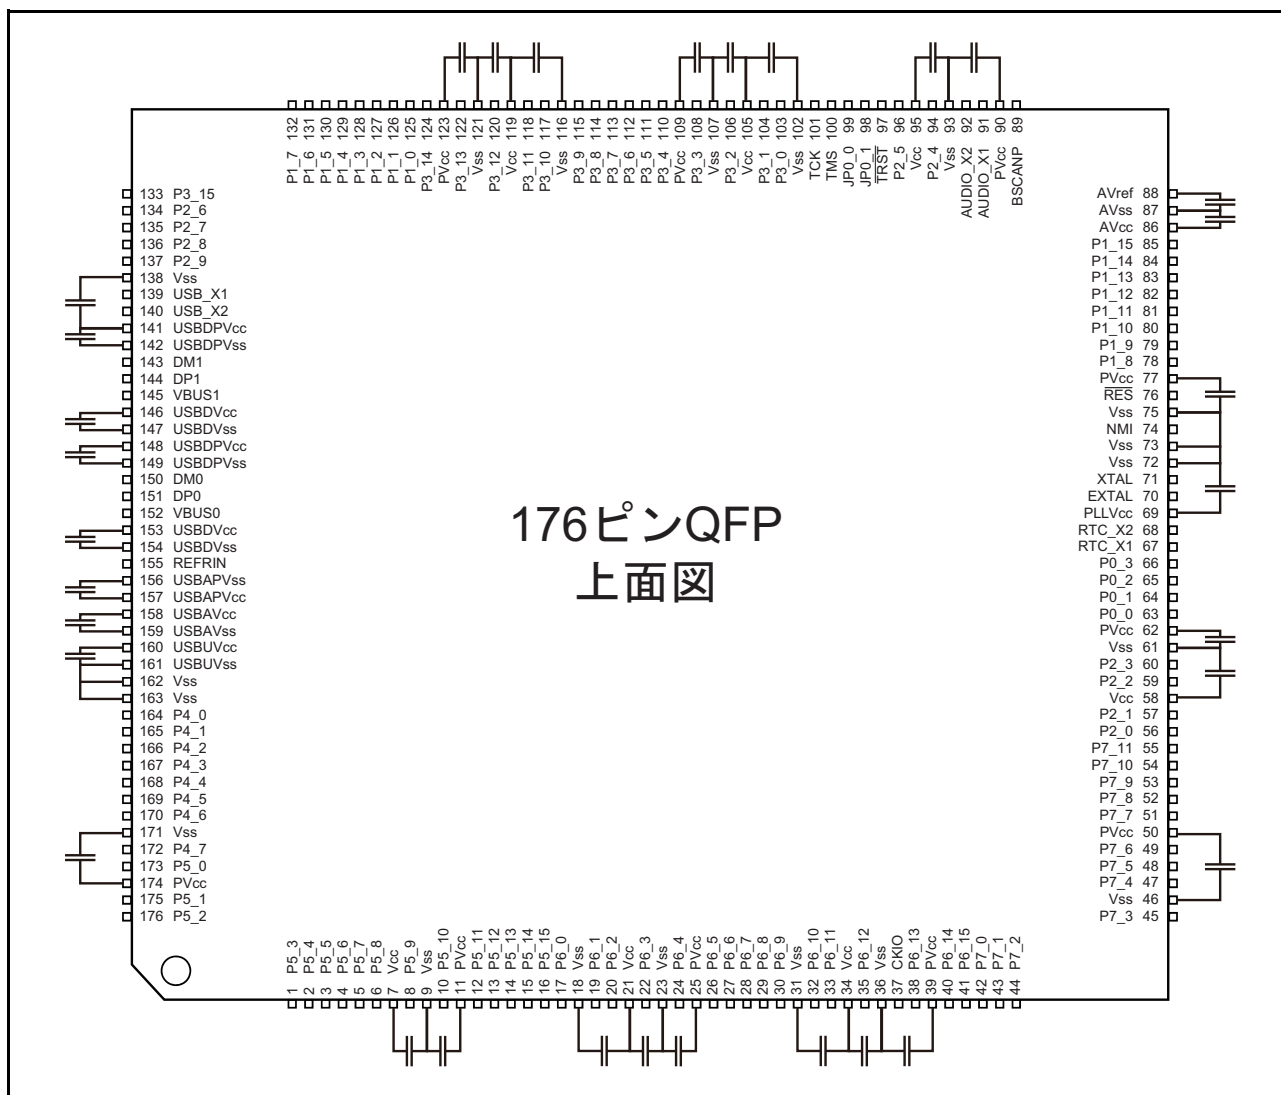 132 P1_7
131 P1_6
130 P1_5
129 P1_4
128 P1_3
127 P1_2
126 P1_1
125 P1_0
124 P3_14
123 PVcc
122 P3_13
121 Vss
120 P3_12
119 Vcc
118 P3_11
117 P3_10
116 Vss
115 P3_9
114 P3_8
113 P3_7
112 P3_6
111 P3_5
110 P3_4
109 PVcc
108 P3_3
107 Vss
106 P3_2
105 Vcc
104 P3_1
103 P3_0
102 Vss
101 TCK
100 TMS
99 JP0_0
98 JP0_1
97 TRST
96 P2_5
95 Vcc
94 P2_4
93 Vss
92 AUDIO_X2
91 AUDIO_X1
90 PVcc
89 BSCANP
133 P3_15
134 P2_6
135 P2_7
136 P2_8
137 P2_9
138 Vss
139 USB_X1
140 USB_X2
141 USBDPVcc
142 USBDPVss
143 DM1
144 DP1
145 VBUS1
146 USBDVcc
147 USBDVss
148 USBDPVcc
149 USBDPVss
150 DM0
151 DP0
152 VBUS0
153 USBDVcc
154 USBDVss
155 REFRIN
156 USBAPVss
157 USBAPVcc
158 USBAVcc
159 USBAVss
160 USBUVcc
161 USBUVss
162 Vss
163 Vss
164 P4_0
165 P4_1
166 P4_2
167 P4_3
168 P4_4
169 P4_5
170 P4_6
171 Vss
172 P4_7
173 P5_0
174 PVcc
175 P5_1
176 P5_2
176ピンQFP
上面図
AVref 88
AVss 87
AVcc 86
P1_15 85
P1_14 84
P1_13 83
P1_12 82
P1_11 81
P1_10 80
P1_9 79
P1_8 78
PVcc 77
RES 76
Vss 75
NMI 74
Vss 73
Vss 72
XTAL 71
EXTAL 70
PLLVcc 69
RTC_X2 68
RTC_X1 67
P0_3 66
P0_2 65
P0_1 64
P0_0 63
PVcc 62
Vss 61
P2_3 60
P2_2 59
Vcc 58
P2_1 57
P2_0 56
P7_11 55
P7_10 54
P7_9 53
P7_8 52
P7_7 51
PVcc 50
P7_6 49
P7_5 48
P7_4 47
Vss 46
P7_3 45
1 P5_3
2 P5_4
3 P5_5
4 P5_6
5 P5_7
6 P5_8
7 Vcc
8 P5_9
9 Vss
10 P5_10
11 PVcc
12 P5_11
13 P5_12
14 P5_13
15 P5_14
16 P5_15
17 P6_0
18 Vss
19 P6_1
20 P6_2
21 Vcc
22 P6_3
23 Vss
24 P6_4
25 PVcc
26 P6_5
27 P6_6
28 P6_7
29 P6_8
30 P6_9
31 Vss
32 P6_10
33 P6_11
34 Vcc
35 P6_12
36 Vss
37 CKIO
38 P6_13
39 PVcc
40 P6_14
41 P6_15
42 P7_0
43 P7_1
44 P7_2